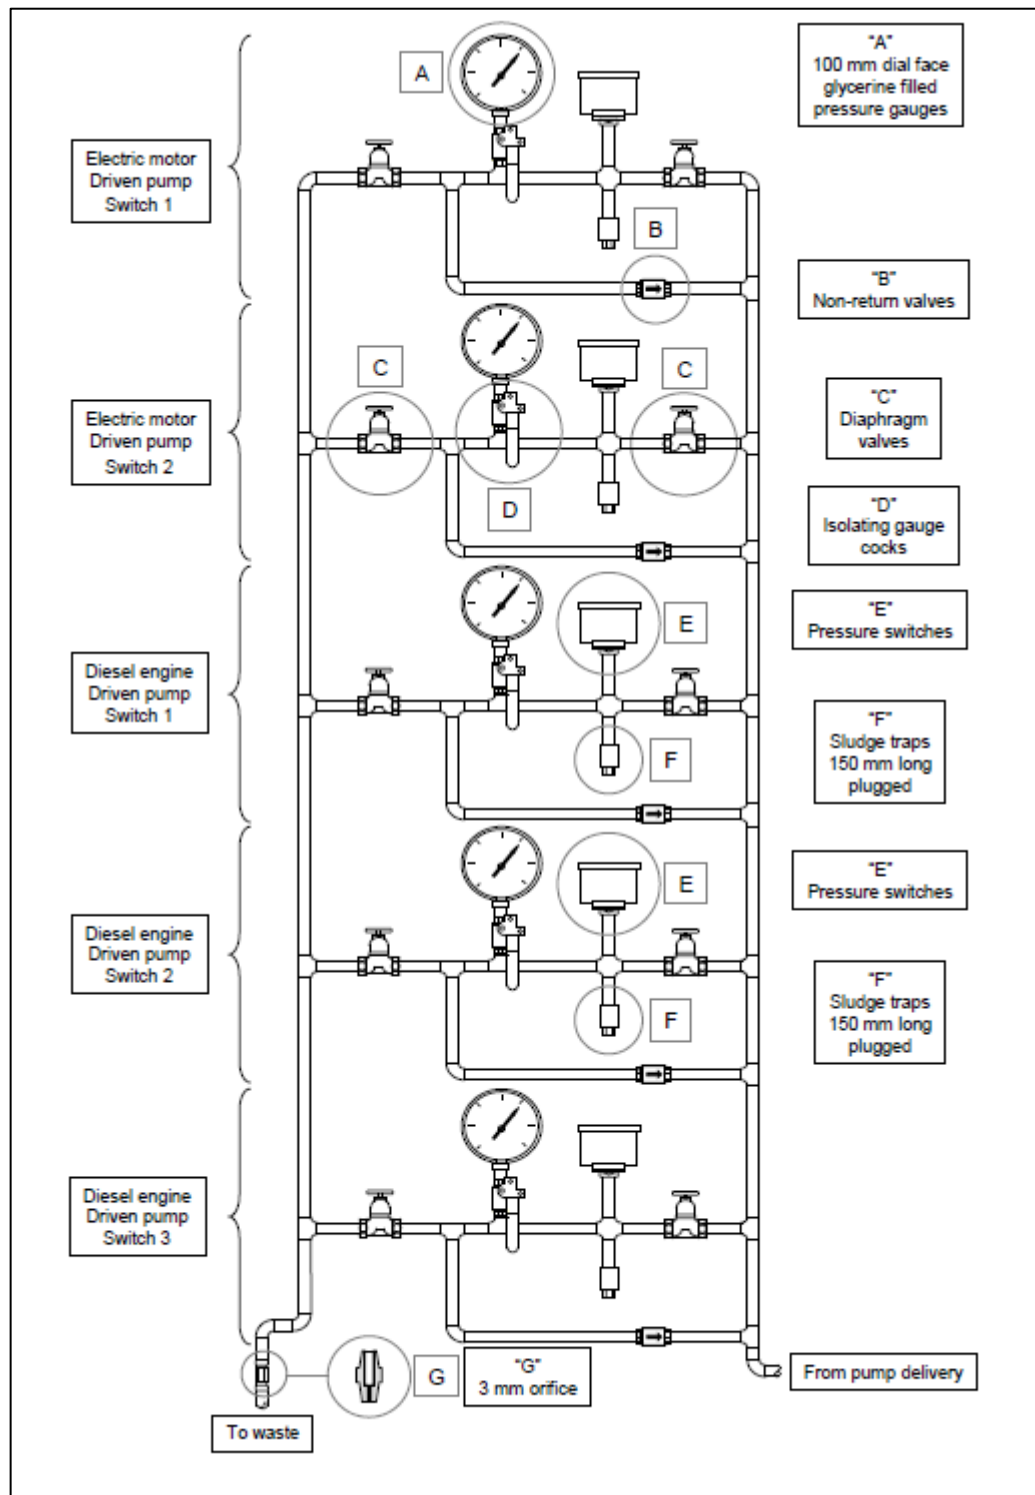 A
"A"
100 mm dial face
glycerine filled
pressure gauges
Electric motor
Driven pump
Switch 1
B
"B"
Non-return valves
C
C
"C"
Diaphragm
valves
Electric motor
Driven pump
Switch 2
D
"D"
Isolating gauge
cocks
E
"E"
Pressure switches
Diesel engine
Driven pump
Switch 1
F
"F"
Sludge traps
150 mm long
plugged
E
"E"
Pressure switches
Diesel engine
Driven pump
Switch 2
F
"F"
Sludge traps
150 mm long
plugged
Diesel engine
Driven pump
Switch 3
G
"G"
3 mm orifice
From pump delivery
To waste